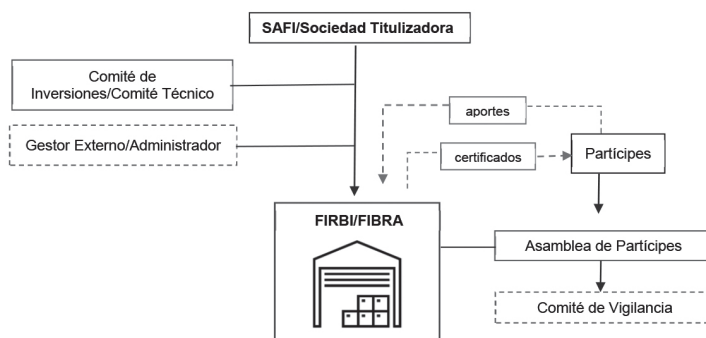 SAFI/Sociedad Titulizadora
Comité de
Inversiones/Comité Técnico
Gestor Externo/Administrador
aportes
certificados
Partícipes
FIRBI/FIBRA
Asamblea de Partícipes
Comité de Vigilancia